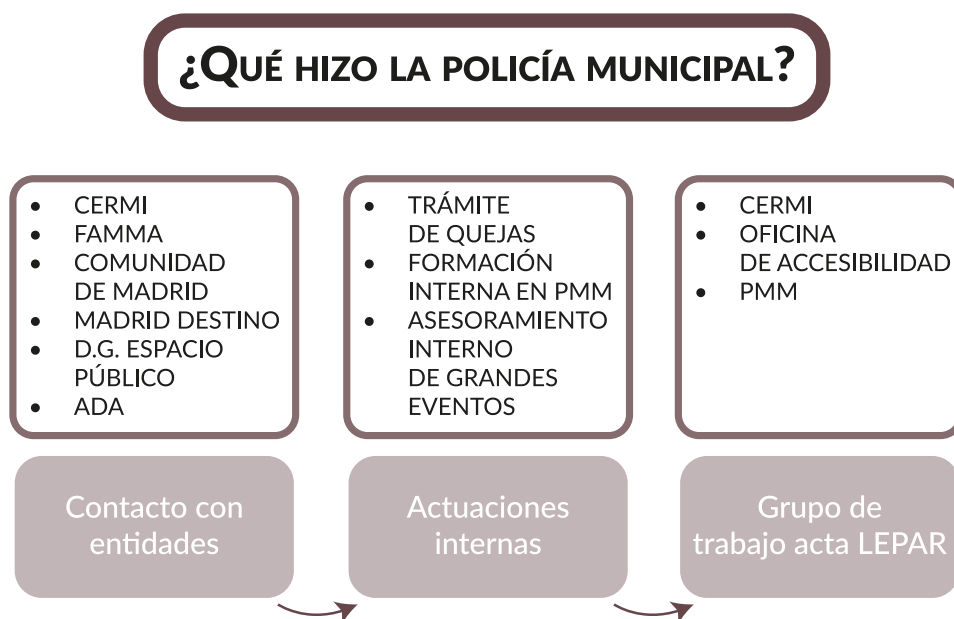 ¿QUÉ HIZO LA POLICÍA MUNICIPAL?
• CERMI
• FAMMA
• COMUNIDAD
DE MADRID
• MADRID DESTINO
• D.G. ESPACIO
PÚBLICO
• ADA
• TRÁMITE
DE QUEJAS
• FORMACIÓN
INTERNA EN PMM
• ASESORAMIENTO
INTERNO
DE GRANDES
EVENTOS
• CERMI
• OFICINA
DE ACCESIBILIDAD
• PMM
Contacto con
entidades
Actuaciones
internas
Grupo de
trabajo acta LEPAR